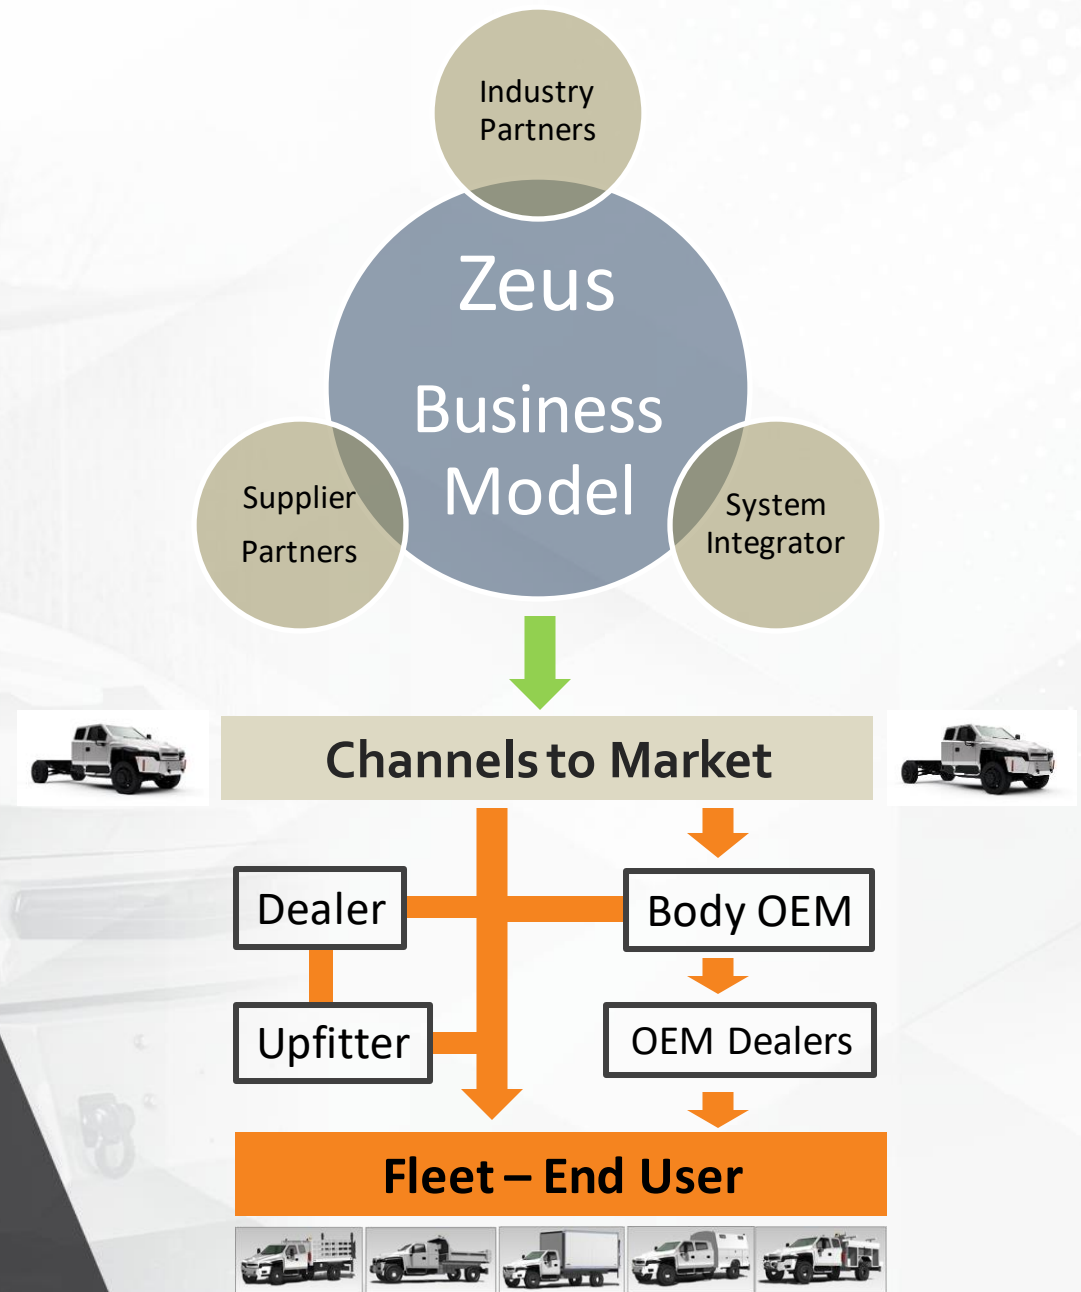 Industry
Partners
Zeus
Business
Model
Supplier
Partners
System
Integrator
Channels to Market
Dealer
Body OEM
Upfitter
OEM Dealers
Fleet – End User